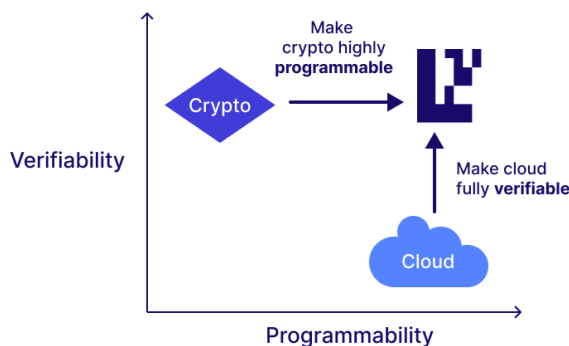 Make
crypto highly
programmable
Crypto
Verifiability
Make cloud
fully verifiable
Cloud
Programmability